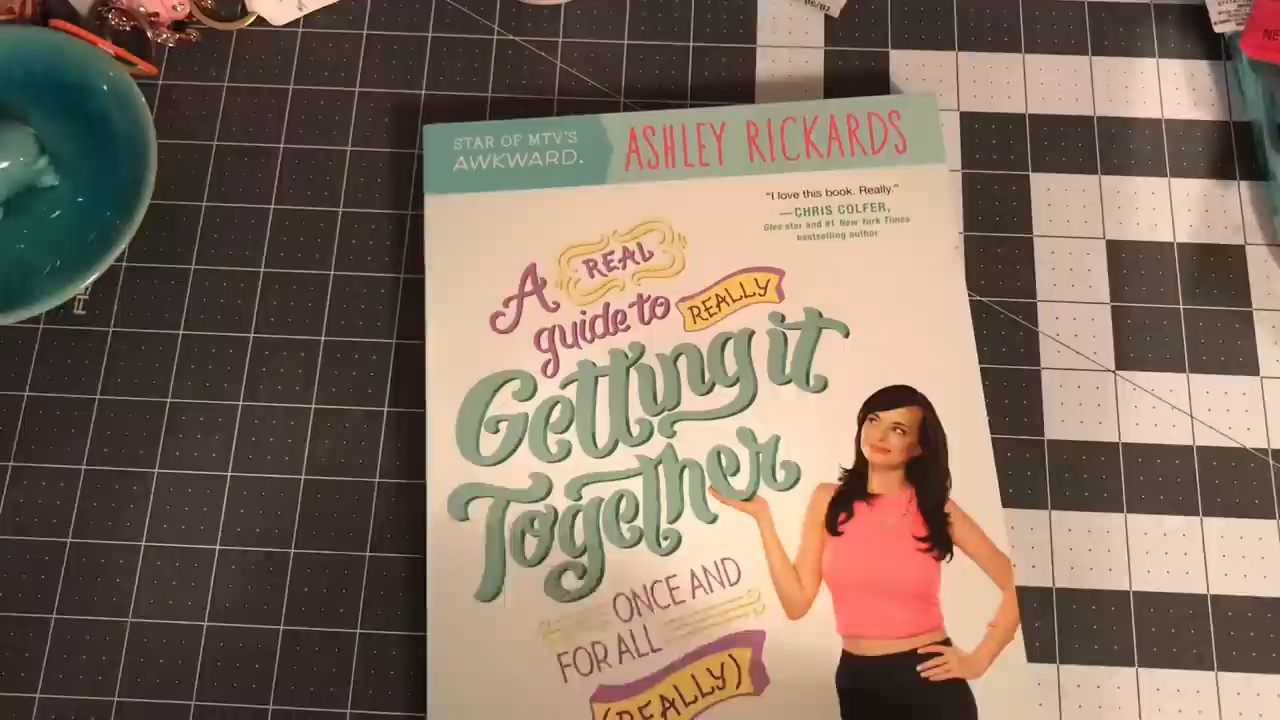 STAR OF MTV'S
AWKWARD.
ASHLEY RICKARDS
"I love this book. Really."
—CHRIS COLFER,
Glee star and #1 New York Times
bestselling author
A REAL
guide to REALLY
Getting it
Together
ONCE AND
FOR ALL
(REALLY)